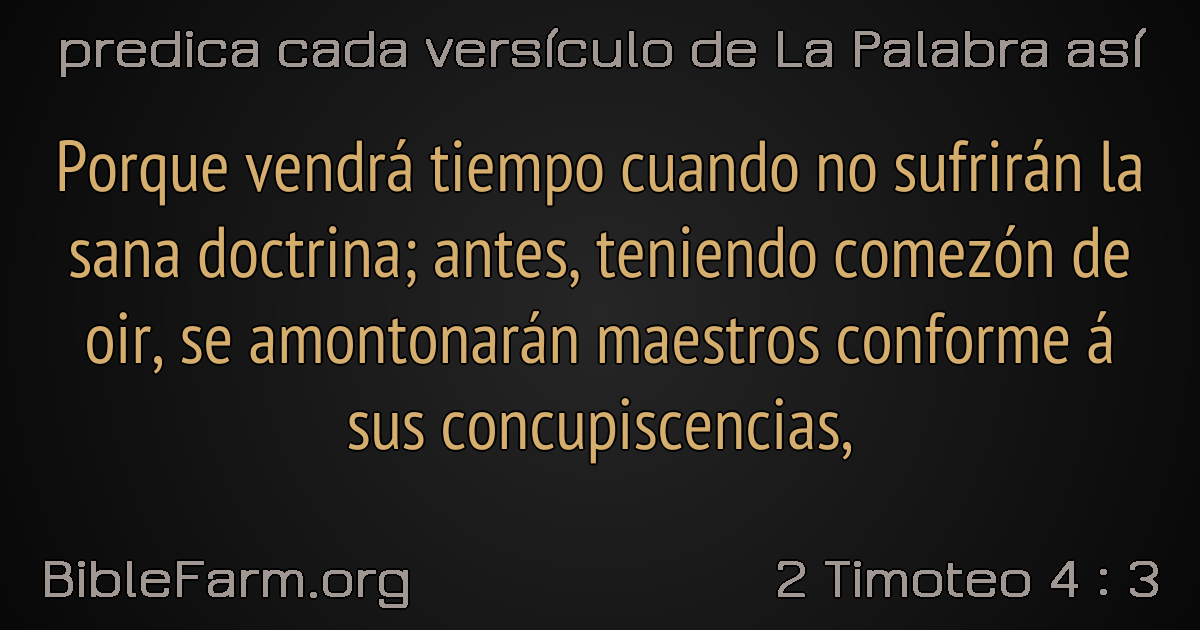 predica cada versículo de La Palabra así
Porque vendrá tiempo cuando no sufrirán la
sana doctrina; antes, teniendo comezón de
oir, se amontonarán maestros conforme á
sus concupiscencias,
BibleFarm.org
2 Timoteo 4 : 3